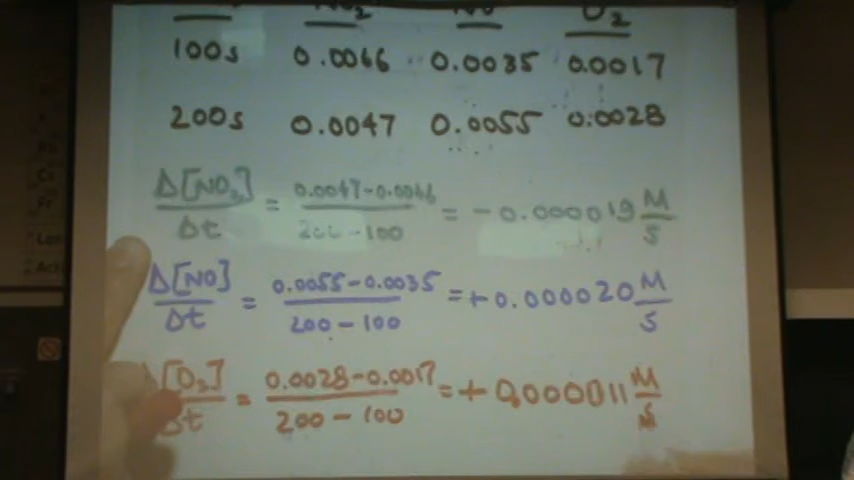 O₂
100s 0.0066 0.0035 0.0017
200s 0.0047 0.0055 0.0028
Δ[NO₂]/Δt = 0.0047-0.0066/200-100 = -0.000019 M/S
Δ[NO]/Δt = 0.0055-0.0035/200-100 = +0.000020 M/S
[O₂]/Δt = 0.0028-0.0017/200-100 = +0.000011 M/S